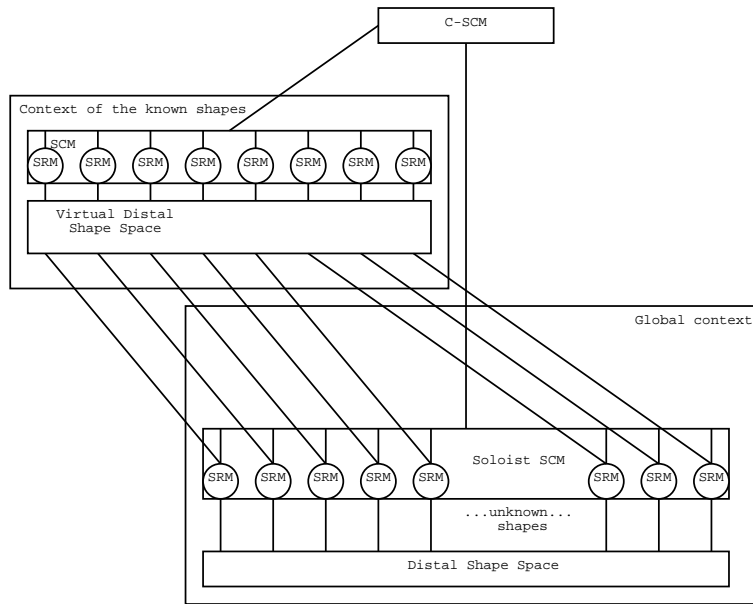 C-SCM
Context of the known shapes
SCM
SRM SRM SRM SRM SRM SRM SRM SRM
Virtual Distal
Shape Space
Global context
Soloist SCM
SRM SRM SRM SRM SRM SRM SRM SRM
...unknown...
shapes
Distal Shape Space